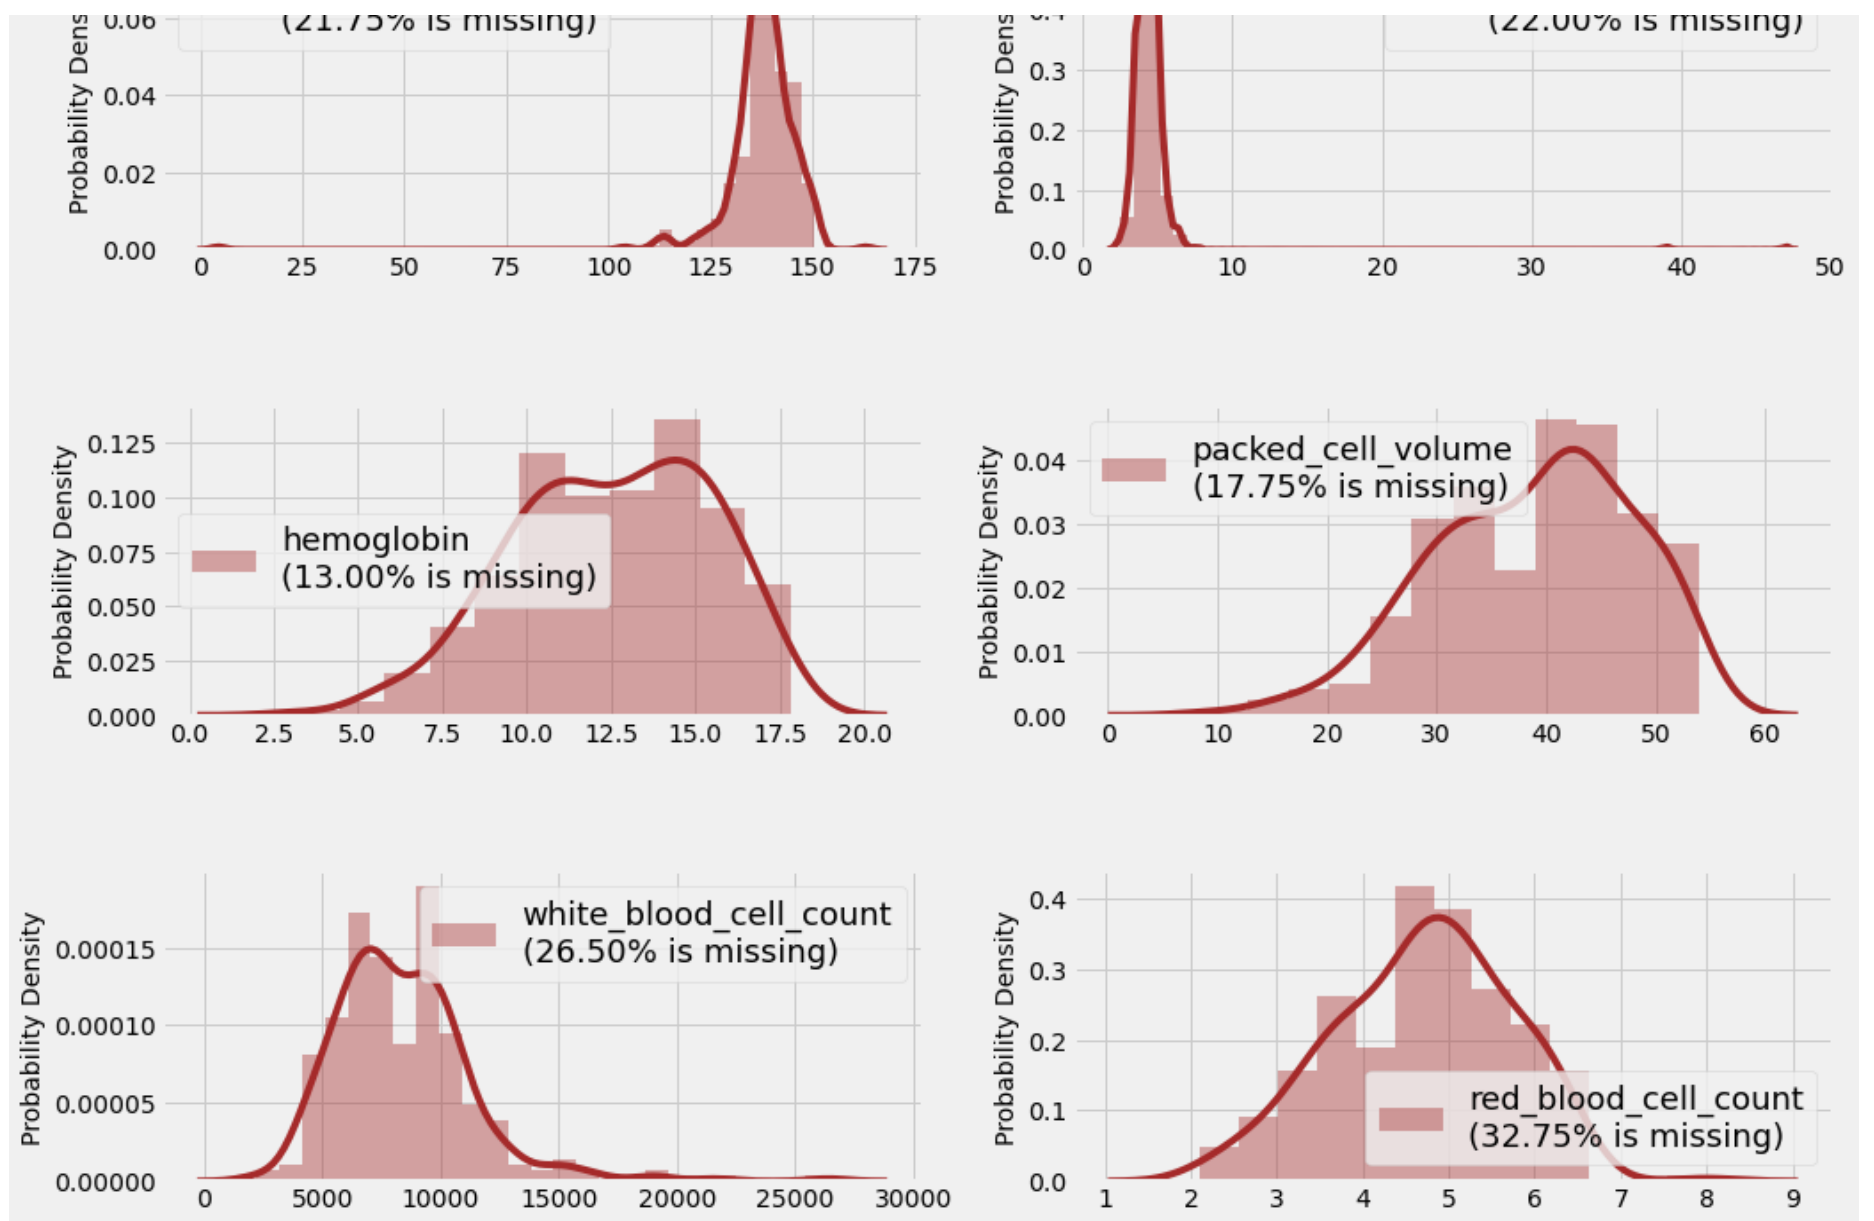 (21.75% is missing)
0.06
0.04
0.02
0.00
0 25 50 75 100 125 150 175
(22.00% is missing)
0.3
0.2
0.1
0.0
0 10 20 30 40 50
Probability Density
0.125
0.100
0.075
0.050
0.025
0.000
hemoglobin
(13.00% is missing)
0.0 2.5 5.0 7.5 10.0 12.5 15.0 17.5 20.0
Probability Density
0.04
0.03
0.02
0.01
0.00
packed_cell_volume
(17.75% is missing)
0 10 20 30 40 50 60
Probability Density
0.00015
0.00010
0.00005
0.00000
white_blood_cell_count
(26.50% is missing)
0 5000 10000 15000 20000 25000 30000
Probability Density
0.4
0.3
0.2
0.1
0.0
red_blood_cell_count
(32.75% is missing)
1 2 3 4 5 6 7 8 9